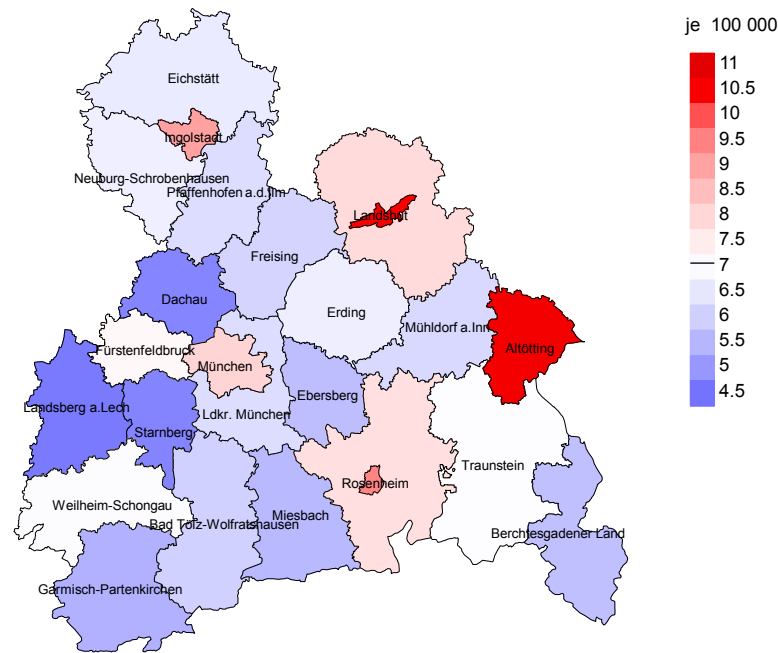 je 100 000
11
10.5
10
9.5
9
8.5
8
7.5
7
6.5
6
5.5
5
4.5
Eichstätt
Ingolstadt
Neuburg-Schrobenhausen
Pfaffenhofen a.d.Ilm
Landshut
Freising
Dachau
Erding
Mühldorf a.Inn
Altötting
Fürstenfeldbruck
München
Ebersberg
Landsberg a.Lech
Ldkr. München
Starnberg
Traunstein
Rosenheim
Weilheim-Schongau
Miesbach
Bad Tölz-Wolfratshausen
Berchtesgadener Land
Garmisch-Partenkirchen